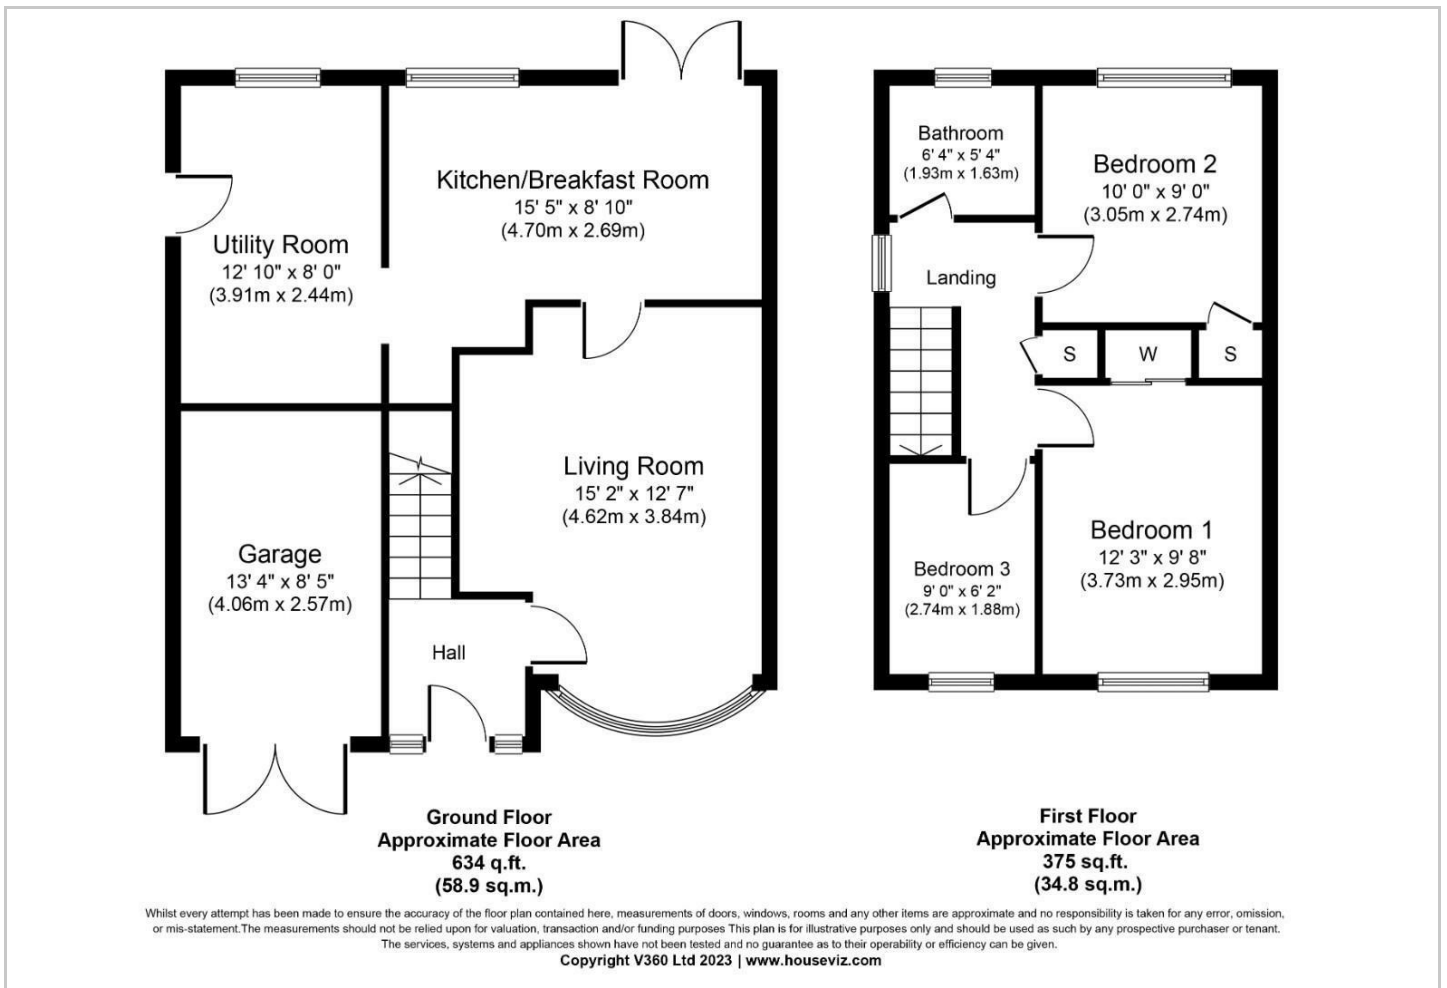 Kitchen/Breakfast Room
15' 5" x 8' 10"
(4.70m x 2.69m)
Utility Room
12' 10" x 8' 0"
(3.91m x 2.44m)
Living Room
15' 2" x 12' 7"
(4.62m x 3.84m)
Garage
13' 4" x 8' 5"
(4.06m x 2.57m)
Hall
Ground Floor
Approximate Floor Area
634 q.ft.
(58.9 sq.m.)
Bathroom
6' 4" x 5' 4"
(1.93m x 1.63m)
Bedroom 2
10' 0" x 9' 0"
(3.05m x 2.74m)
Landing
S
W
S
Bedroom 1
12' 3" x 9' 8"
(3.73m x 2.95m)
Bedroom 3
9' 0" x 6' 2"
(2.74m x 1.88m)
First Floor
Approximate Floor Area
375 sq.ft.
(34.8 sq.m.)
Whilst every attempt has been made to ensure the accuracy of the floor plan contained here, measurements of doors, windows, rooms and any other items are approximate and no responsibility is taken for any error, omission,
or mis-statement.The measurements should not be relied upon for valuation, transaction and/or funding purposes This plan is for illustrative purposes only and should be used as such by any prospective purchaser or tenant.
The services, systems and appliances shown have not been tested and no guarantee as to their operability or efficiency can be given.
Copyright V360 Ltd 2023 | www.houseviz.com